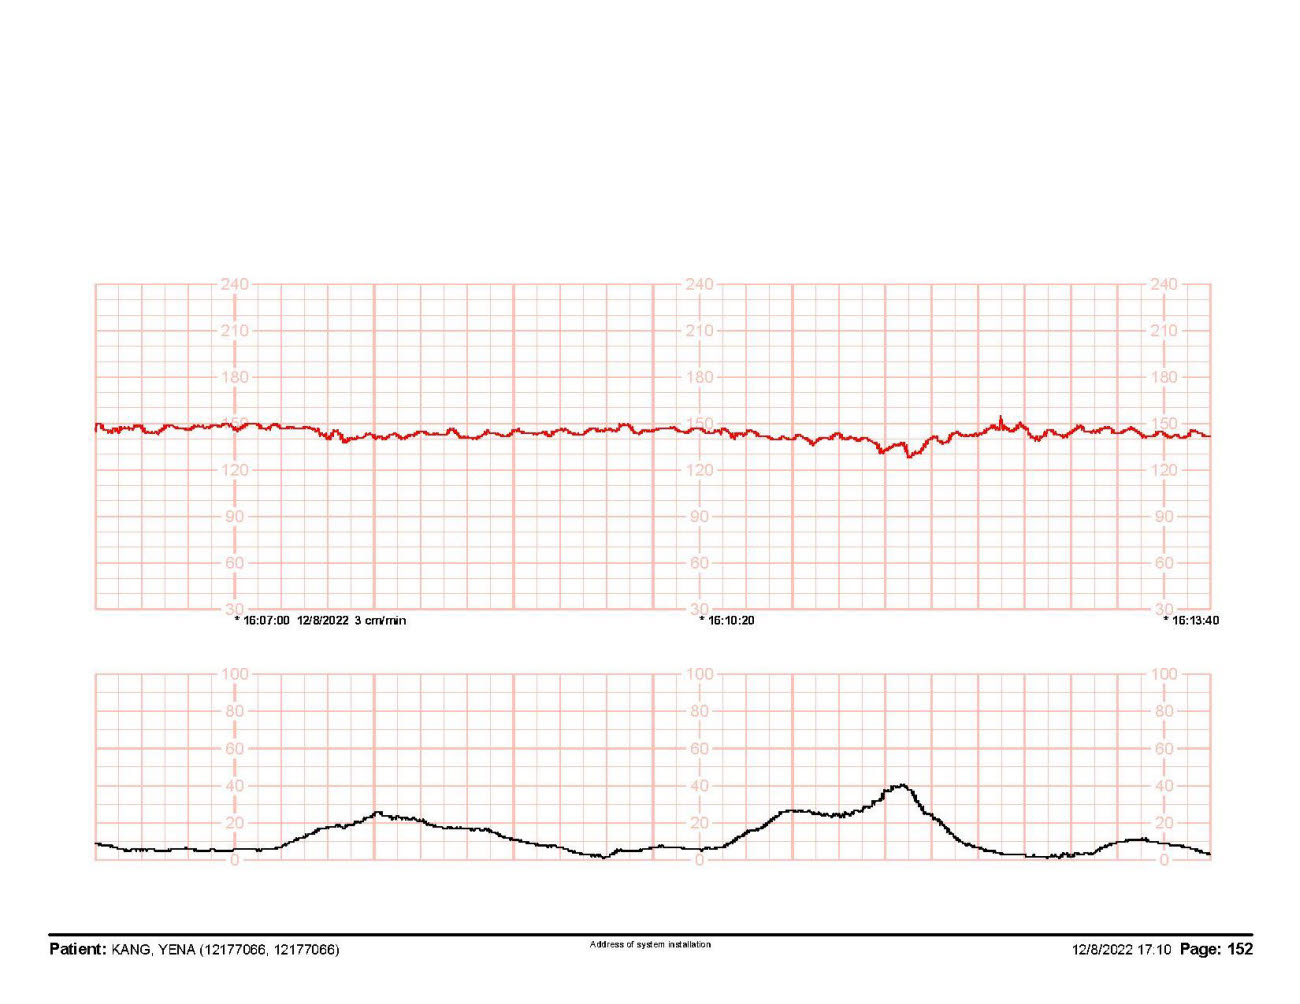 240 240 240
210 210 210
180 180 180
150 150 150
120 120 120
90 90 90
60 60 60
30 30 30
* 16:07:00 12/8/2022 3 cm/min * 16:10:20 * 16:13:40
100 100 100
80 80 80
60 60 60
40 40 40
20 20 20
0 0 0
Patient: KANG, YENA (12177066, 12177066) Address of system installation 12/8/2022 17:10 Page: 152